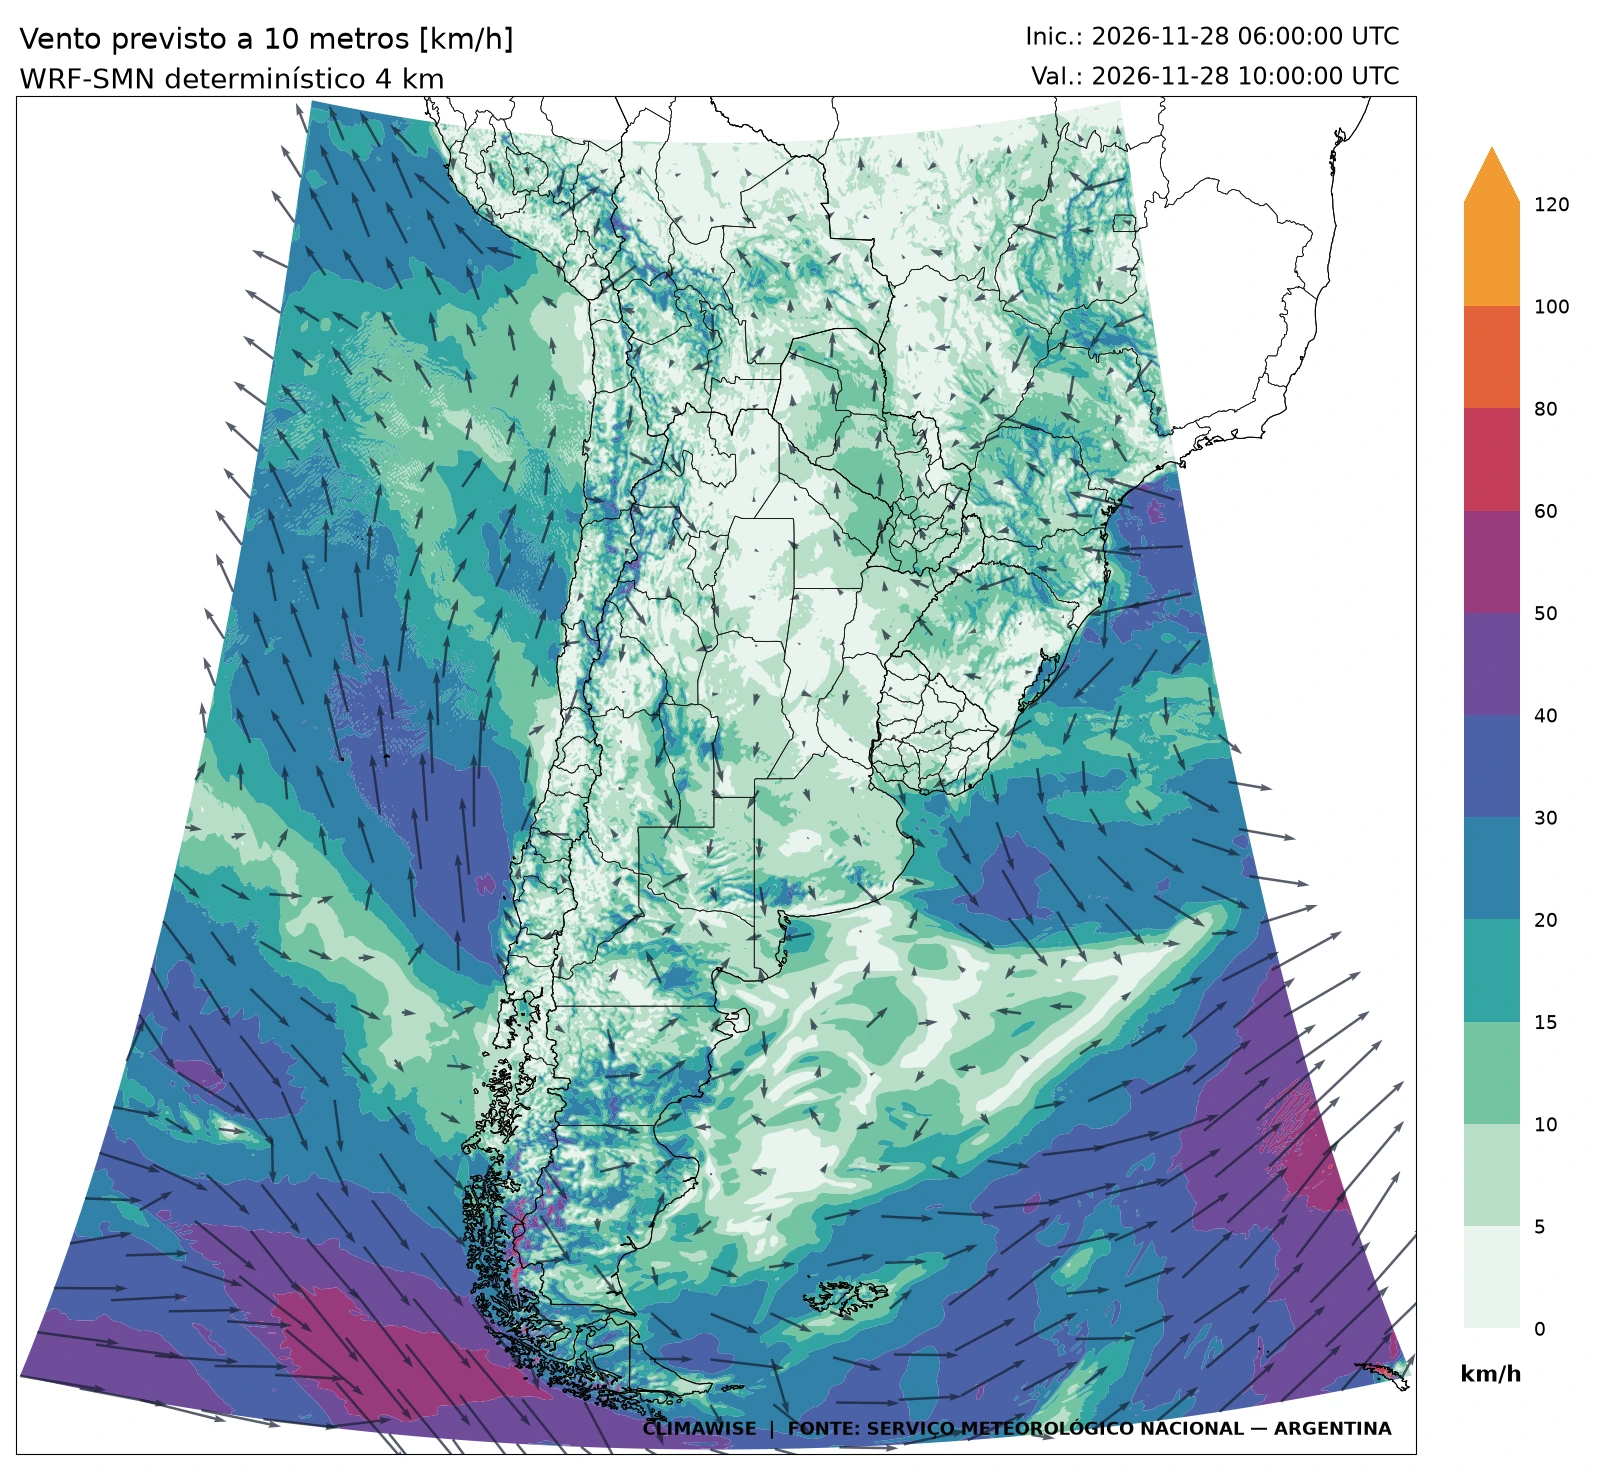 Vento previsto a 10 metros [km/h]
WRF-SMN determinístico 4 km
Inic.: 2026-11-28 06:00:00 UTC
Val.: 2026-11-28 10:00:00 UTC
120
100
80
60
50
40
30
20
15
10
5
0
km/h
CLIMAWISE | FONTE: SERVIÇO METEOROLÓGICO NACIONAL — ARGENTINA